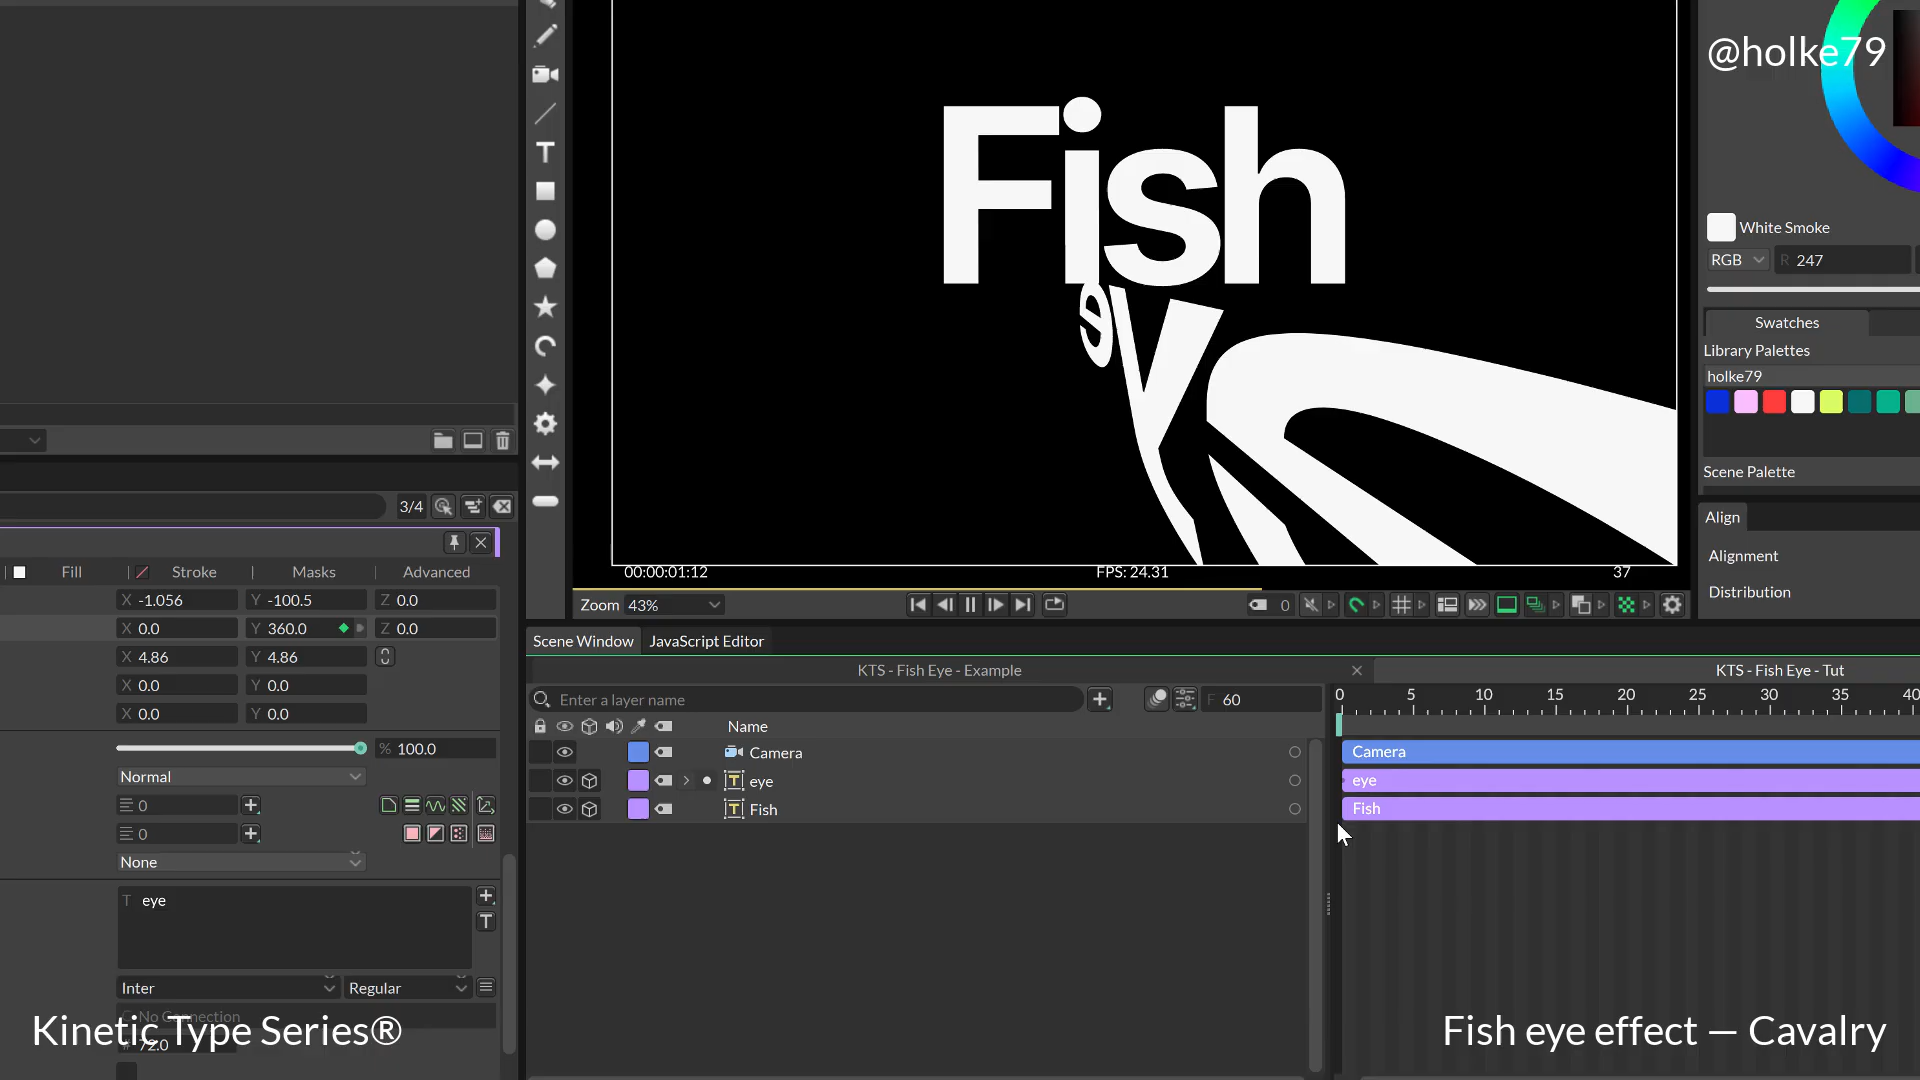 @holke79
Fish
eye
White Smoke
RGB
R 247
Swatches
Library Palettes
holke79
Scene Palette
3/4
Align
Alignment
Distribution
Fill
Stroke
Masks
Advanced
00:00:01:12
FPS: 24.31
37
X -1.056
Y -100.5
Z 0.0
Zoom 43%
0
X 0.0
Y 360.0
Z 0.0
Scene Window
JavaScript Editor
X 4.86
Y 4.86
KTS - Fish Eye - Example
KTS - Fish Eye - Tut
X 0.0
Y 0.0
Enter a layer name
F 60
0 5 10 15 20 25 30 35 40
X 0.0
Y 0.0
Name
% 100.0
Camera
Camera
Normal
eye
eye
0
Fish
Fish
0
None
T eye
Inter
Regular
No Connection
72.0
Kinetic Type Series®
Fish eye effect — Cavalry